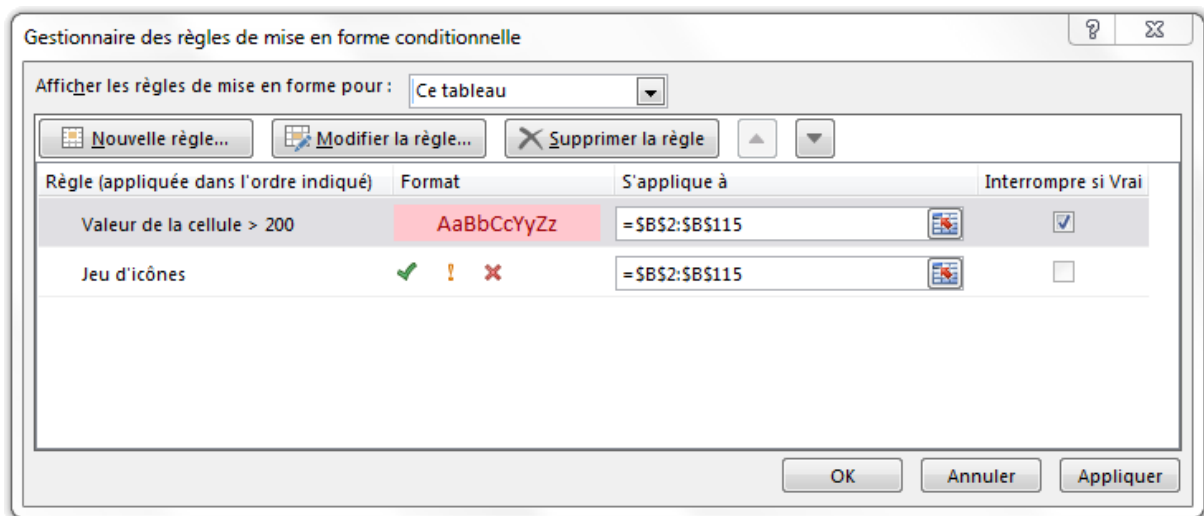 Gestionnaire des règles de mise en forme conditionnelle
Afficher les règles de mise en forme pour : Ce tableau
Nouvelle règle... Modifier la règle... Supprimer la règle
Règle (appliquée dans l'ordre indiqué) Format S'applique à Interrompre si Vrai
Valeur de la cellule > 200 AaBbCcYyZz =$B$2:$B$115
Jeu d'icônes =$B$2:$B$115
OK Annuler Appliquer